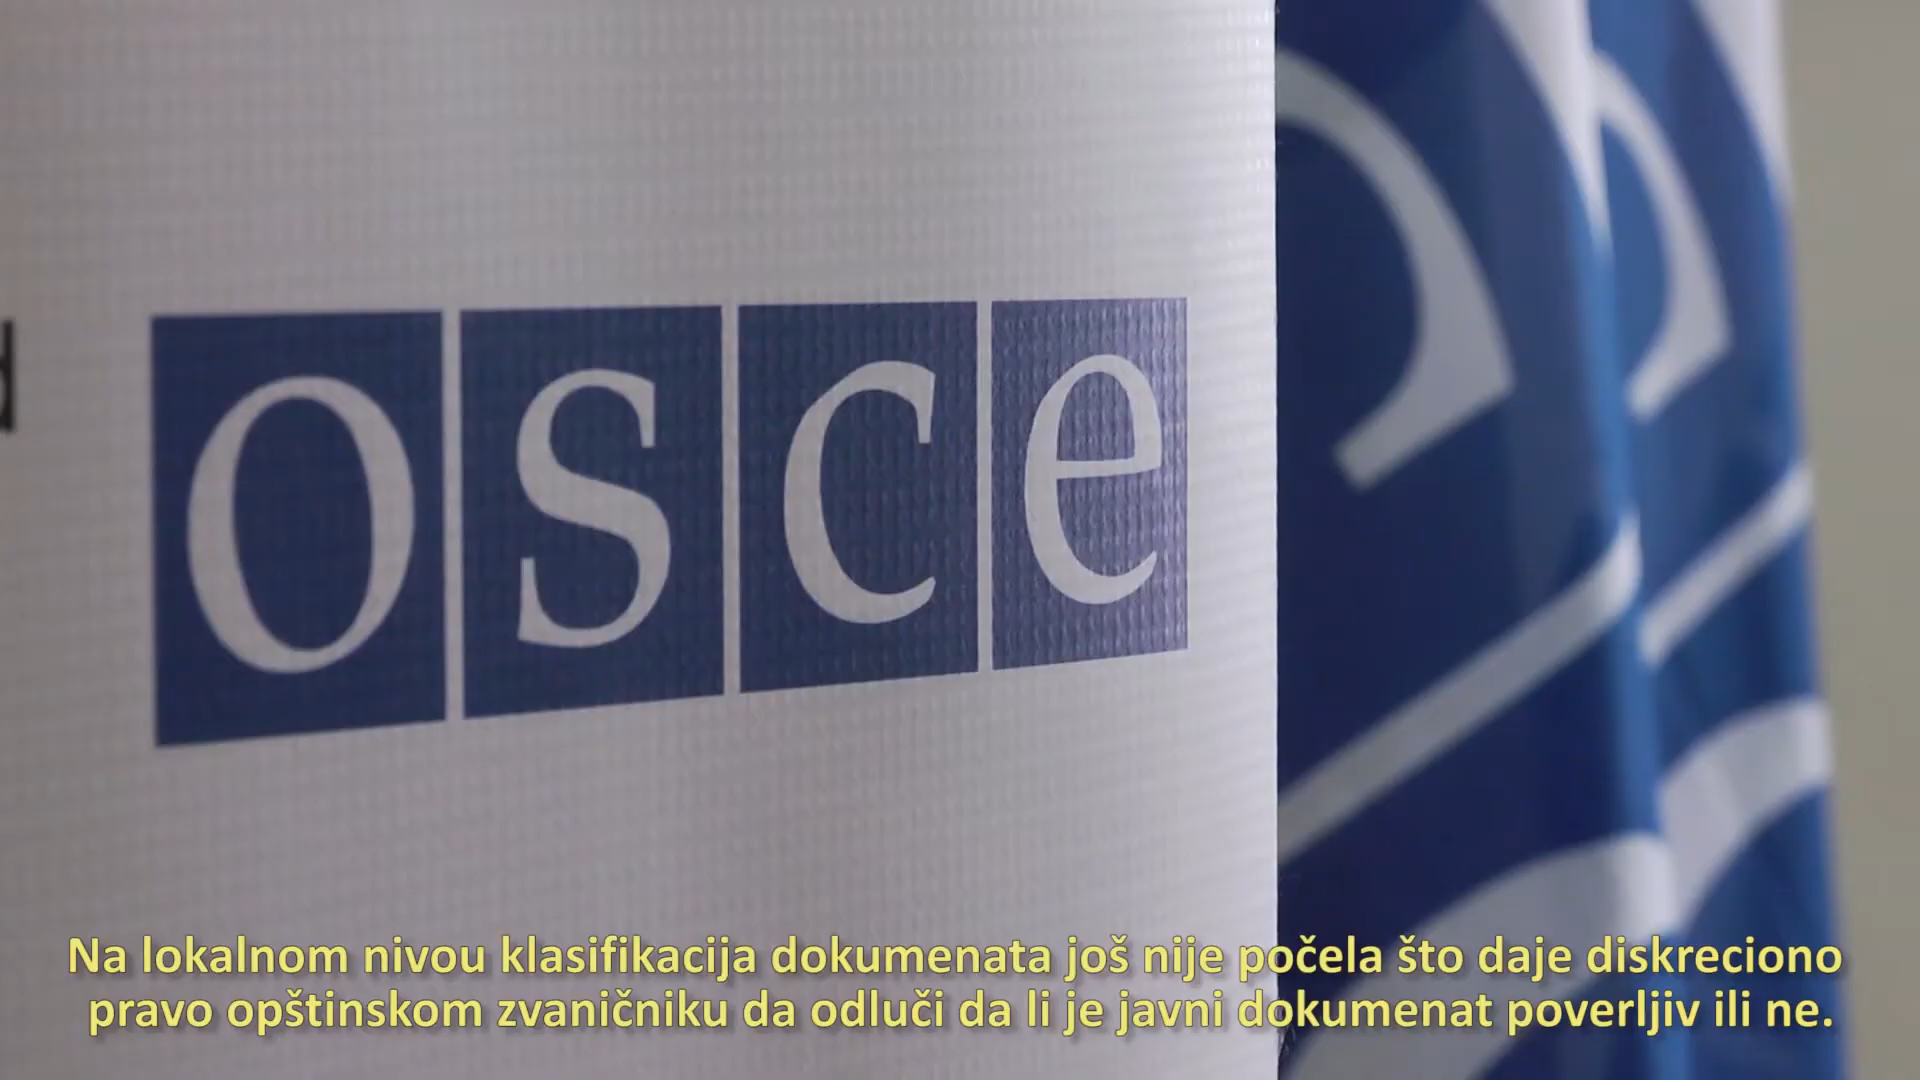 osce
Na lokalnom nivou klasifikacija dokumenata još nije počela što daje diskreciono
pravo opštinskom zvaničniku da odluči da li je javni dokumenat poverljiv ili ne.